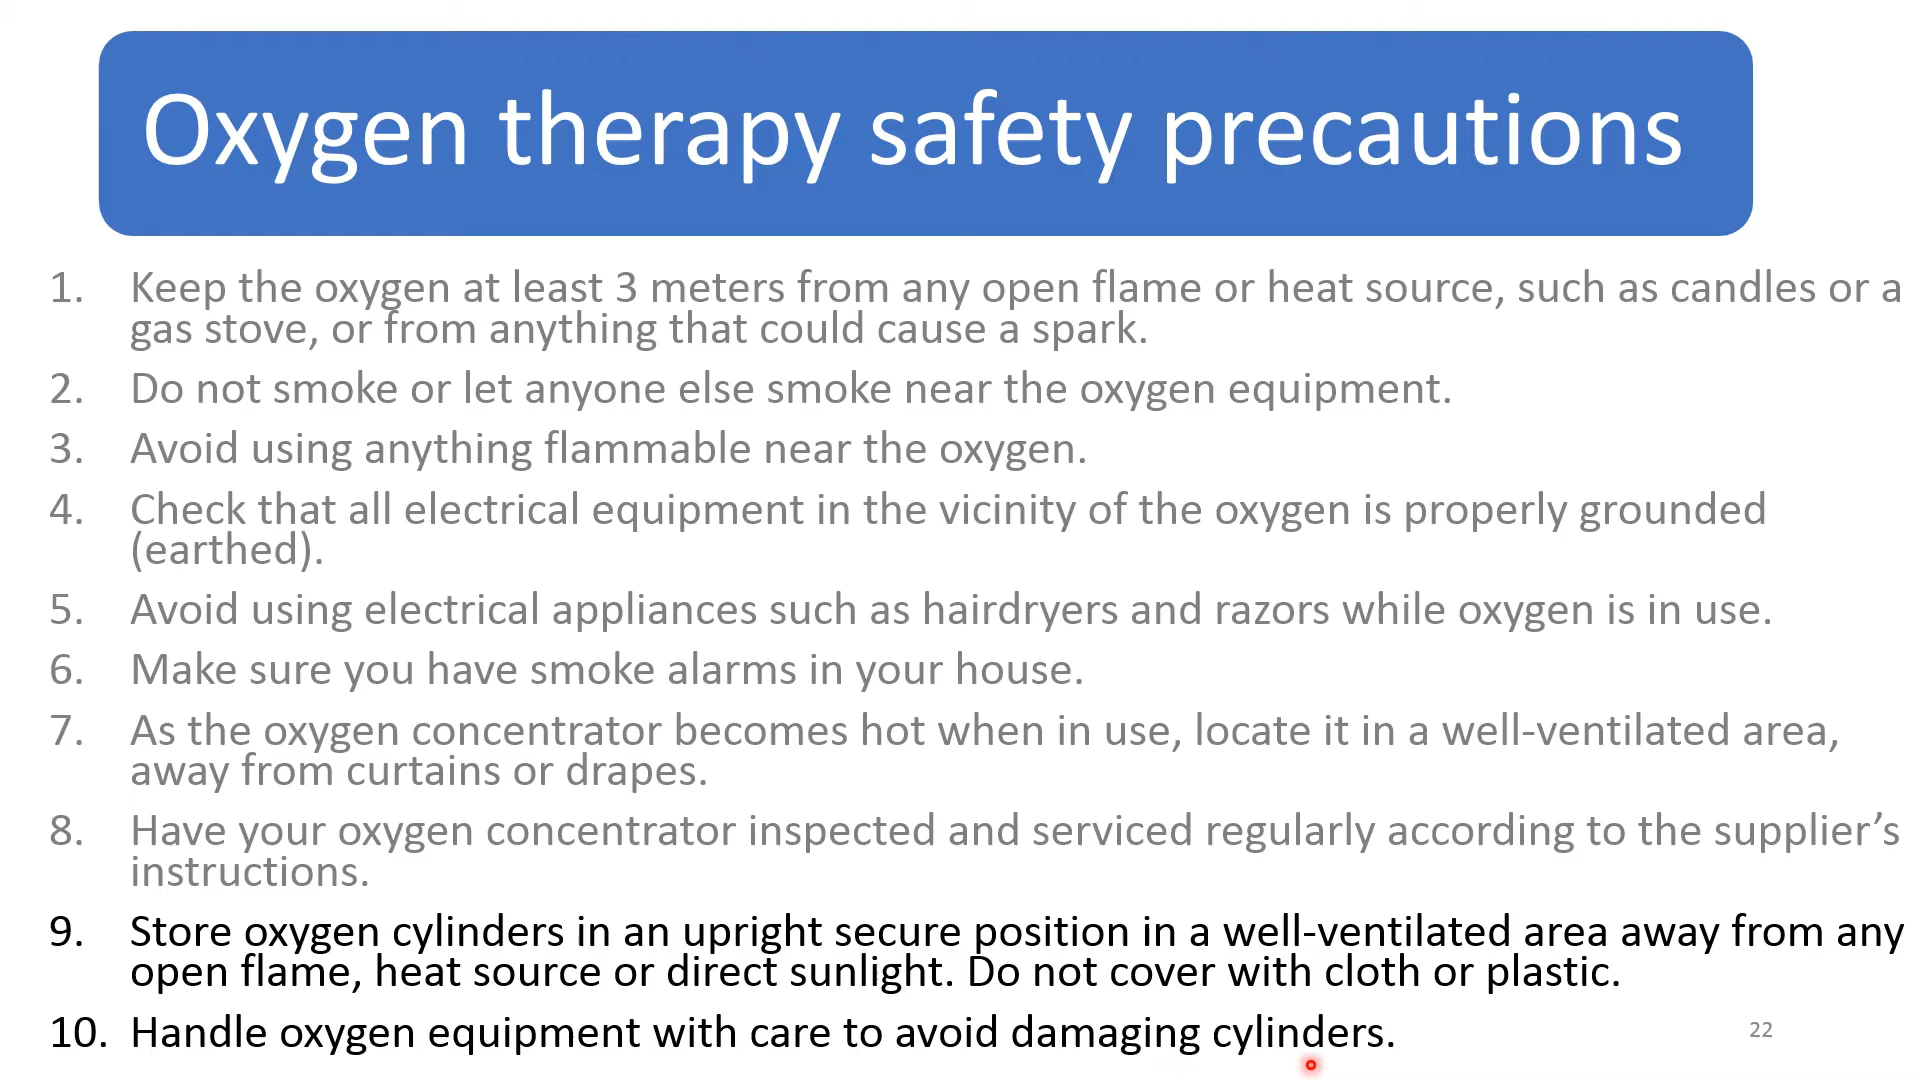 Oxygen therapy safety precautions
1. Keep the oxygen at least 3 meters from any open flame or heat source, such as candles or a
gas stove, or from anything that could cause a spark.
2. Do not smoke or let anyone else smoke near the oxygen equipment.
3. Avoid using anything flammable near the oxygen.
4. Check that all electrical equipment in the vicinity of the oxygen is properly grounded
(earthed).
5. Avoid using electrical appliances such as hairdryers and razors while oxygen is in use.
6. Make sure you have smoke alarms in your house.
7. As the oxygen concentrator becomes hot when in use, locate it in a well-ventilated area,
away from curtains or drapes.
8. Have your oxygen concentrator inspected and serviced regularly according to the supplier’s
instructions.
9. Store oxygen cylinders in an upright secure position in a well-ventilated area away from any
open flame, heat source or direct sunlight. Do not cover with cloth or plastic.
10. Handle oxygen equipment with care to avoid damaging cylinders.
22